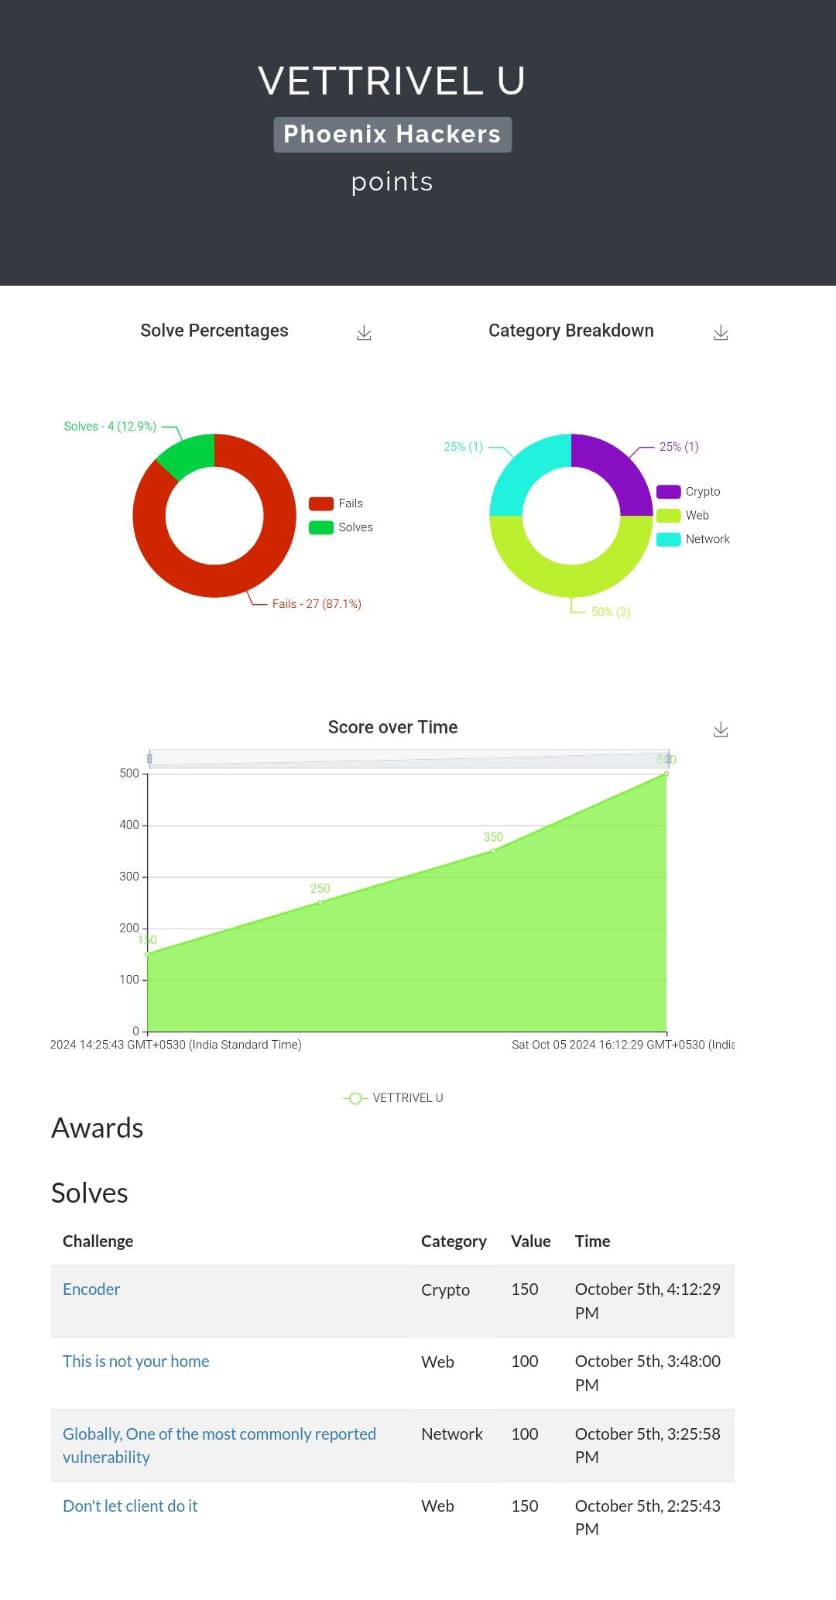 VETTRIVEL U
Phoenix Hackers
points
Solve Percentages
Category Breakdown
Solves - 4 (12.9%)
Fails
Solves
Fails - 27 (87.1%)
25% (1)
25% (1)
Crypto
Web
Network
50% (2)
Score over Time
500
500
400
350
300
250
200
150
100
0
2024 14:25:43 GMT+0530 (India Standard Time)
Sat Oct 05 2024 16:12:29 GMT+0530 (India
VETTRIVEL U
Awards
Solves
Challenge Category Value Time
Encoder Crypto 150 October 5th, 4:12:29
PM
This is not your home Web 100 October 5th, 3:48:00
PM
Globally, One of the most commonly reported Network 100 October 5th, 3:25:58
vulnerability PM
Don't let client do it Web 150 October 5th, 2:25:43
PM